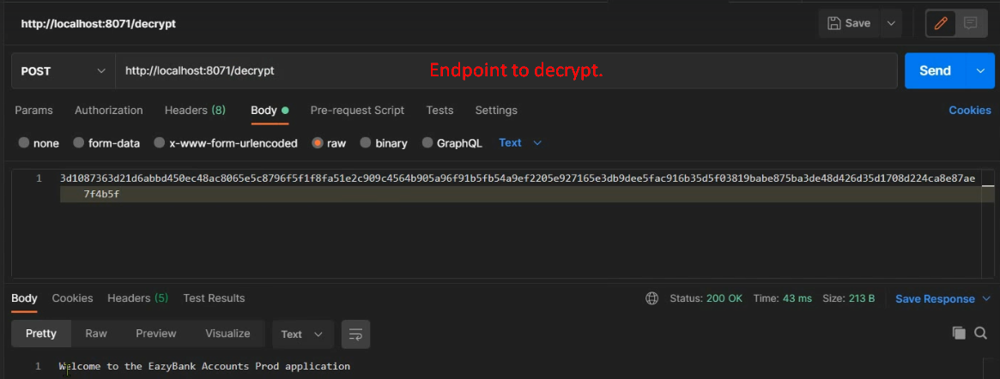 http://localhost:8071/decrypt
Save
POST
http://localhost:8071/decrypt
Endpoint to decrypt.
Send
Params Authorization Headers (8) Body Pre-request Script Tests Settings Cookies
none form-data x-www-form-urlencoded raw binary GraphQL Text
1 3d1087363d21d6abbd450ec48ac8065e5c8796f5f1f8fa51e2c909c4564b905a96f91b5fb54a9ef2205e927165e3db9dee5fac916b35d5f03819babe875ba3de48d426d35d1708d224ca8e87ae
7f4b5f
Body Cookies Headers (5) Test Results Status: 200 OK Time: 43 ms Size: 213 B Save Response
Pretty Raw Preview Visualize Text
1 Welcome to the EazyBank Accounts Prod application